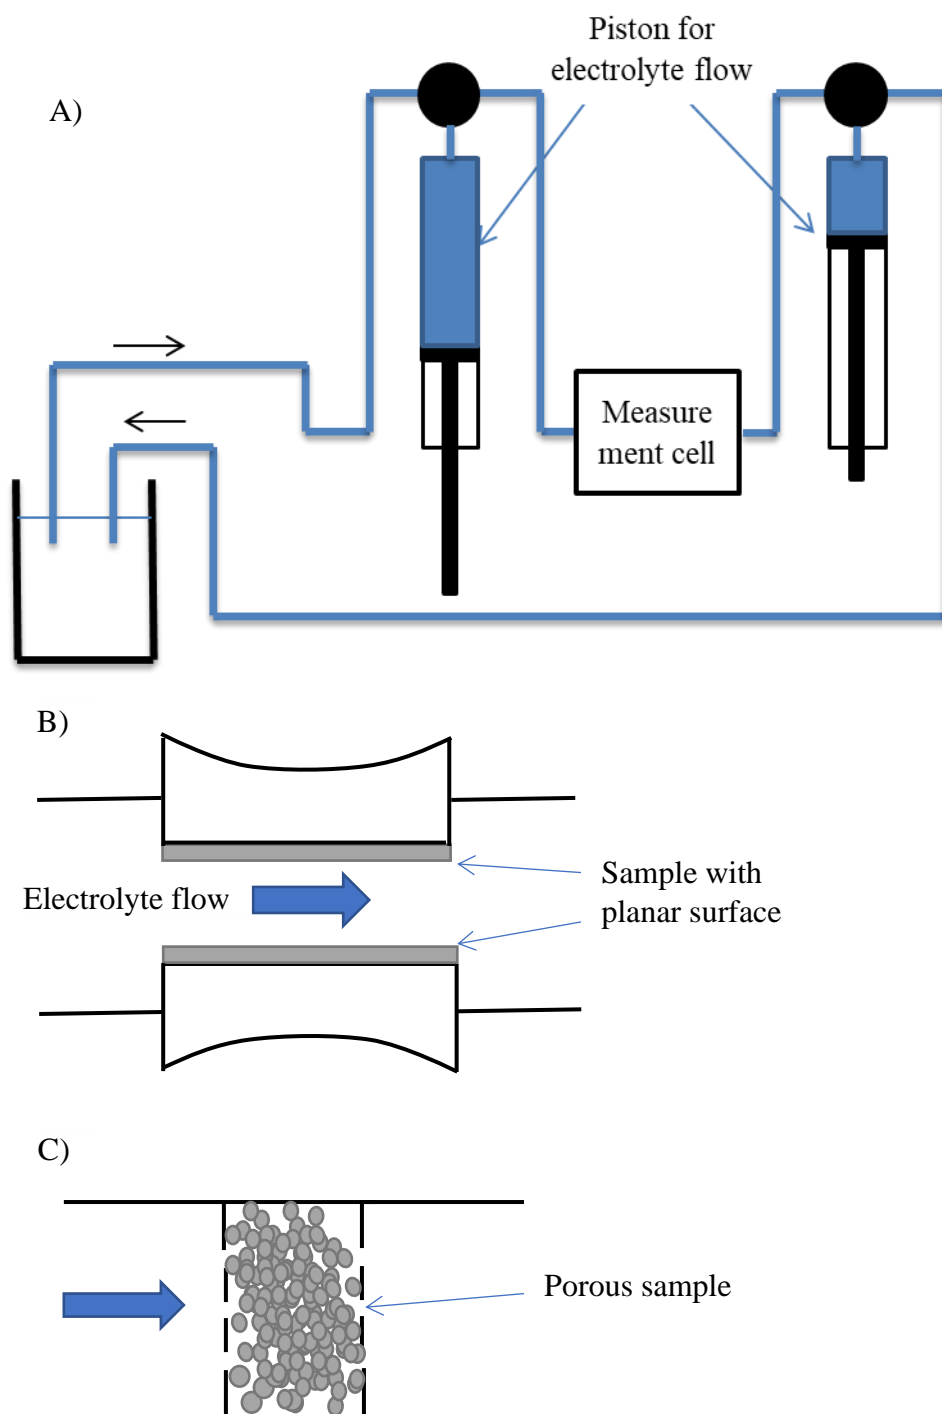 Piston for
electrolyte flow
A)
Measure
ment cell
B)
Electrolyte flow
Sample with
planar surface
C)
Porous sample